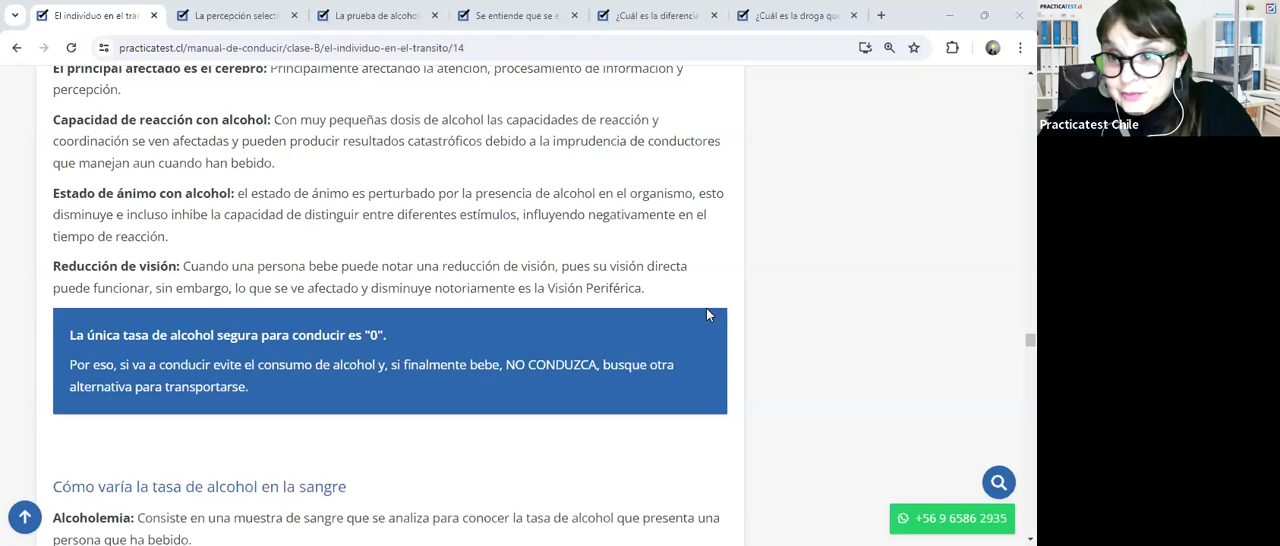 El individuo en el trán
La percepción selecti
La prueba de alcohol
Se entiende que se e
¿Cuál es la diferencia
¿Cuál es la droga que
practicatest.cl/manual-de-conducir/clase-B/el-individuo-en-el-transito/14
PRACTICATEST.cl
Practicatest Chile
El principal afectado es el cerebro: Principalmente afectando la atención, procesamiento de información y
percepción.
Capacidad de reacción con alcohol: Con muy pequeñas dosis de alcohol las capacidades de reacción y
coordinación se ven afectadas y pueden producir resultados catastróficos debido a la imprudencia de conductores
que manejan aun cuando han bebido.
Estado de ánimo con alcohol: el estado de ánimo es perturbado por la presencia de alcohol en el organismo, esto
disminuye e incluso inhibe la capacidad de distinguir entre diferentes estímulos, influyendo negativamente en el
tiempo de reacción.
Reducción de visión: Cuando una persona bebe puede notar una reducción de visión, pues su visión directa
puede funcionar, sin embargo, lo que se ve afectado y disminuye notoriamente es la Visión Periférica.
La única tasa de alcohol segura para conducir es "0".
Por eso, si va a conducir evite el consumo de alcohol y, si finalmente bebe, NO CONDUZCA, busque otra
alternativa para transportarse.
Cómo varía la tasa de alcohol en la sangre
Alcoholemia: Consiste en una muestra de sangre que se analiza para conocer la tasa de alcohol que presenta una
persona que ha bebido.
+56 9 6586 2935